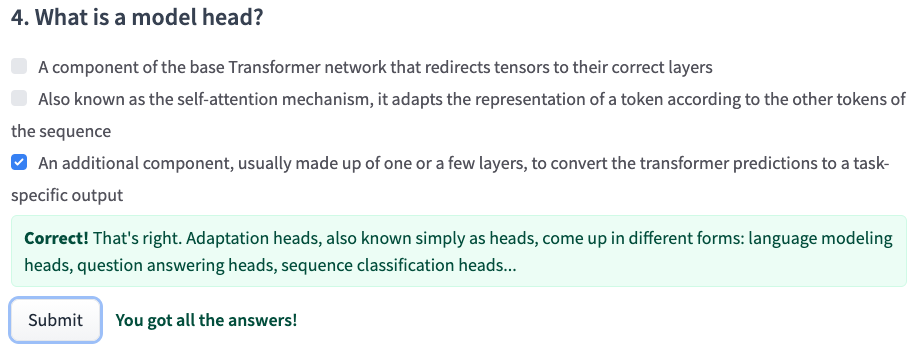 4. What is a model head?
A component of the base Transformer network that redirects tensors to their correct layers
Also known as the self-attention mechanism, it adapts the representation of a token according to the other tokens of
the sequence
An additional component, usually made up of one or a few layers, to convert the transformer predictions to a task-
specific output
Correct! That's right. Adaptation heads, also known simply as heads, come up in different forms: language modeling
heads, question answering heads, sequence classification heads...
Submit You got all the answers!